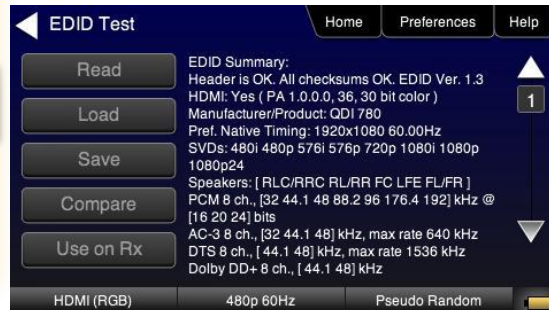 EDID Test
Home
Preferences
Help
Read
Load
Save
Compare
Use on Rx
EDID Summary:
Header is OK. All checksums OK. EDID Ver. 1.3
HDMI: Yes ( PA 1.0.0.0, 36, 30 bit color )
Manufacturer/Product: QDI 780
Pref. Native Timing: 1920x1080 60.00Hz
SVDs: 480i 480p 576i 576p 720p 1080i 1080p
1080p24
Speakers: [ RLC/RRC RL/RR FC LFE FL/FR ]
PCM 8 ch., [32 44.1 48 88.2 96 176.4 192] kHz @
[16 20 24] bits
AC-3 8 ch., [32 44.1 48] kHz, max rate 640 kHz
DTS 8 ch., [ 44.1 48] kHz, max rate 1536 kHz
Dolby DD+ 8 ch., [ 44.1 48] kHz
1
HDMI (RGB)
480p 60Hz
Pseudo Random